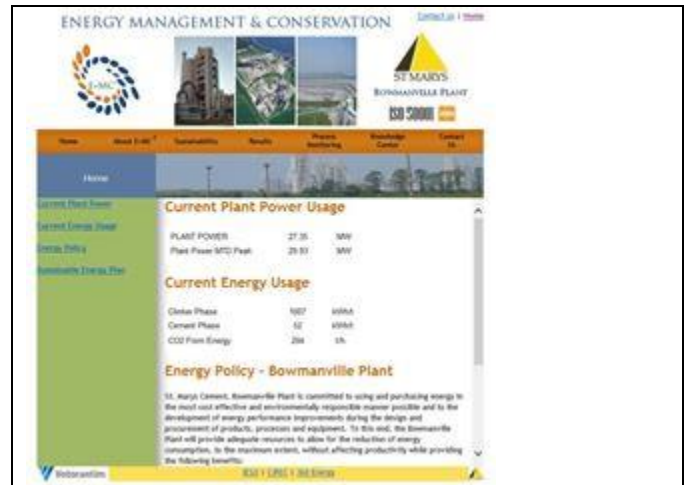 ENERGY MANAGEMENT & CONSERVATION
Contact us | Home
E-MC
ST MARYS
BOWMANVILLE PLANT
ISO 50001
Home About E-MC Sustainability Results Process Monitoring Knowledge Center Contact Us
Home
Current Plant Power
Current Energy Usage
Energy Policy
Sustainable Energy Plan
Current Plant Power Usage
PLANT POWER 27.35 MW
Plant Power MTD Peak 29.93 MW
Current Energy Usage
Clinker Phase 1007
Cement Phase 52
CO2 From Energy t/h
Energy Policy - Bowmanville Plant
St. Marys Cement, Bowmanville Plant is committed to using and purchasing energy in
the most cost effective and environmentally responsible manner possible and to the
development of energy performance improvements during the design and
procurement of products, processes and equipment. To this end, the Bowmanville
Plant will provide adequate resources to allow for the reduction of energy
consumption, to the maximum extent, without affecting productivity while providing
the following benefits:
Votorantim